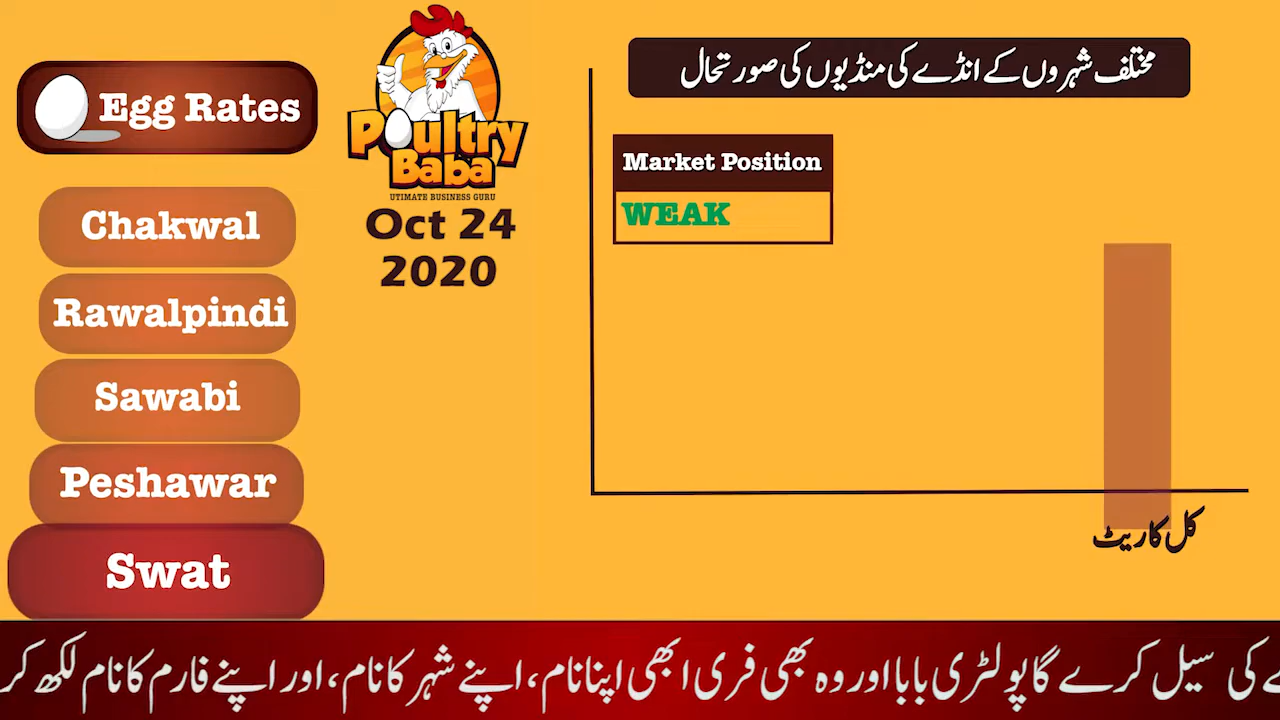 Egg Rates
Chakwal
Rawalpindi
Sawabi
Peshawar
Swat
Poultry
Baba
UTIMATE BUSINESS GURU
Oct 24
2020
مختلف شہروں کے انڈے کی منڈیوں کی صورتحال
Market Position
WEAK
کل کا ریٹ
کی سیل کرے گا پولٹری بابا اور وہ بھی فری ابھی اپنا نام، اپنے شہر کا نام، اور اپنے فارم کا نام لکھ کر